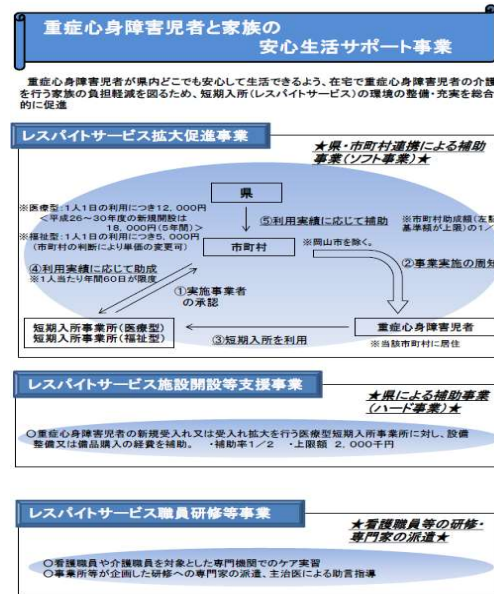 重症心身障害児者と家族の
安心生活サポート事業
重症心身障害児者が県内どこでも安心して生活できるよう、在宅で重症心身障害児者の介護
を行う家族の負担軽減を図るため、短期入所(レスパイトサービス)の環境の整備・充実を総合
的に促進
レスパイトサービス拡大促進事業
★県・市町村連携による補助
事業(ソフト事業)★
県
※医療型:1人1日の利用につき12,000円
<平成26~30年度の新規開設は
18,000円(5年間)>
※福祉型:1人1日の利用につき5,000円
(市町村の判断により単価の変更可)
⑤利用実績に応じて補助
※市町村助成額(左
基準額が上限)の1/
市町村
※岡山市を除く。
④利用実績に応じて助成
※1人当たり年間60日が限度
②事業実施の周知
①実施事業者
の承認
短期入所事業所(医療型)
短期入所事業所(福祉型)
③短期入所を利用
重症心身障害児者
※当該市町村に居住
レスパイトサービス施設開設等支援事業
★県による補助事業
(ハード事業)★
○重症心身障害児者の新規受入れ又は受入れ拡大を行う医療型短期入所事業所に対し、設備
整備又は備品購入の経費を補助。 ・補助率1/2 ・上限額 2,000千円
レスパイトサービス職員研修等事業
★看護職員等の研修・
専門家の派遣★
○看護職員や介護職員を対象とした専門機関でのケア実習
○事業所等が企画した研修への専門家の派遣、主治医による助言指導